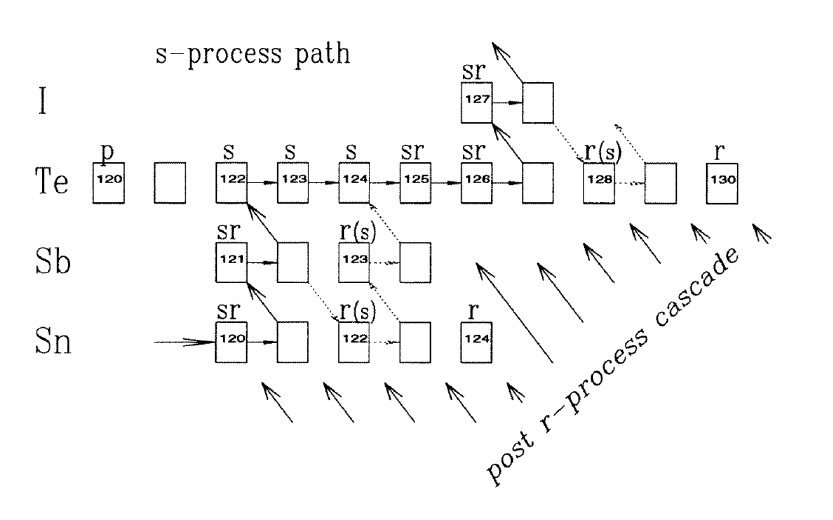 s-process path
sr
I 127
p s s s sr sr r(s) r
Te 120 122 123 124 125 126 128 130
sr r(s)
Sb 121 123
sr r(s) r
Sn 120 122 124
post r-process cascade